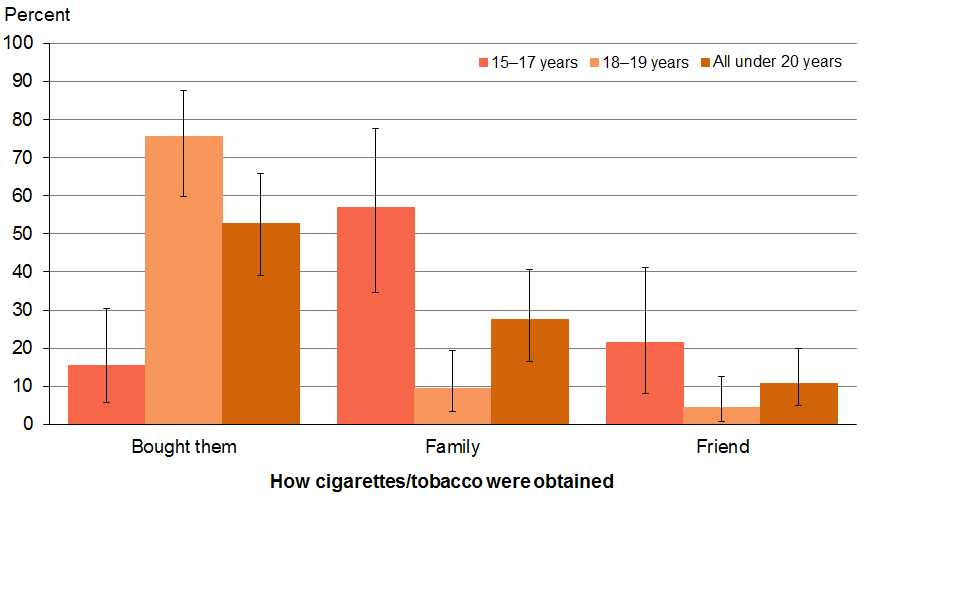 Percent
100
15–17 years 18–19 years All under 20 years
90
80
70
60
50
40
30
20
10
0
Bought them Family Friend
How cigarettes/tobacco were obtained